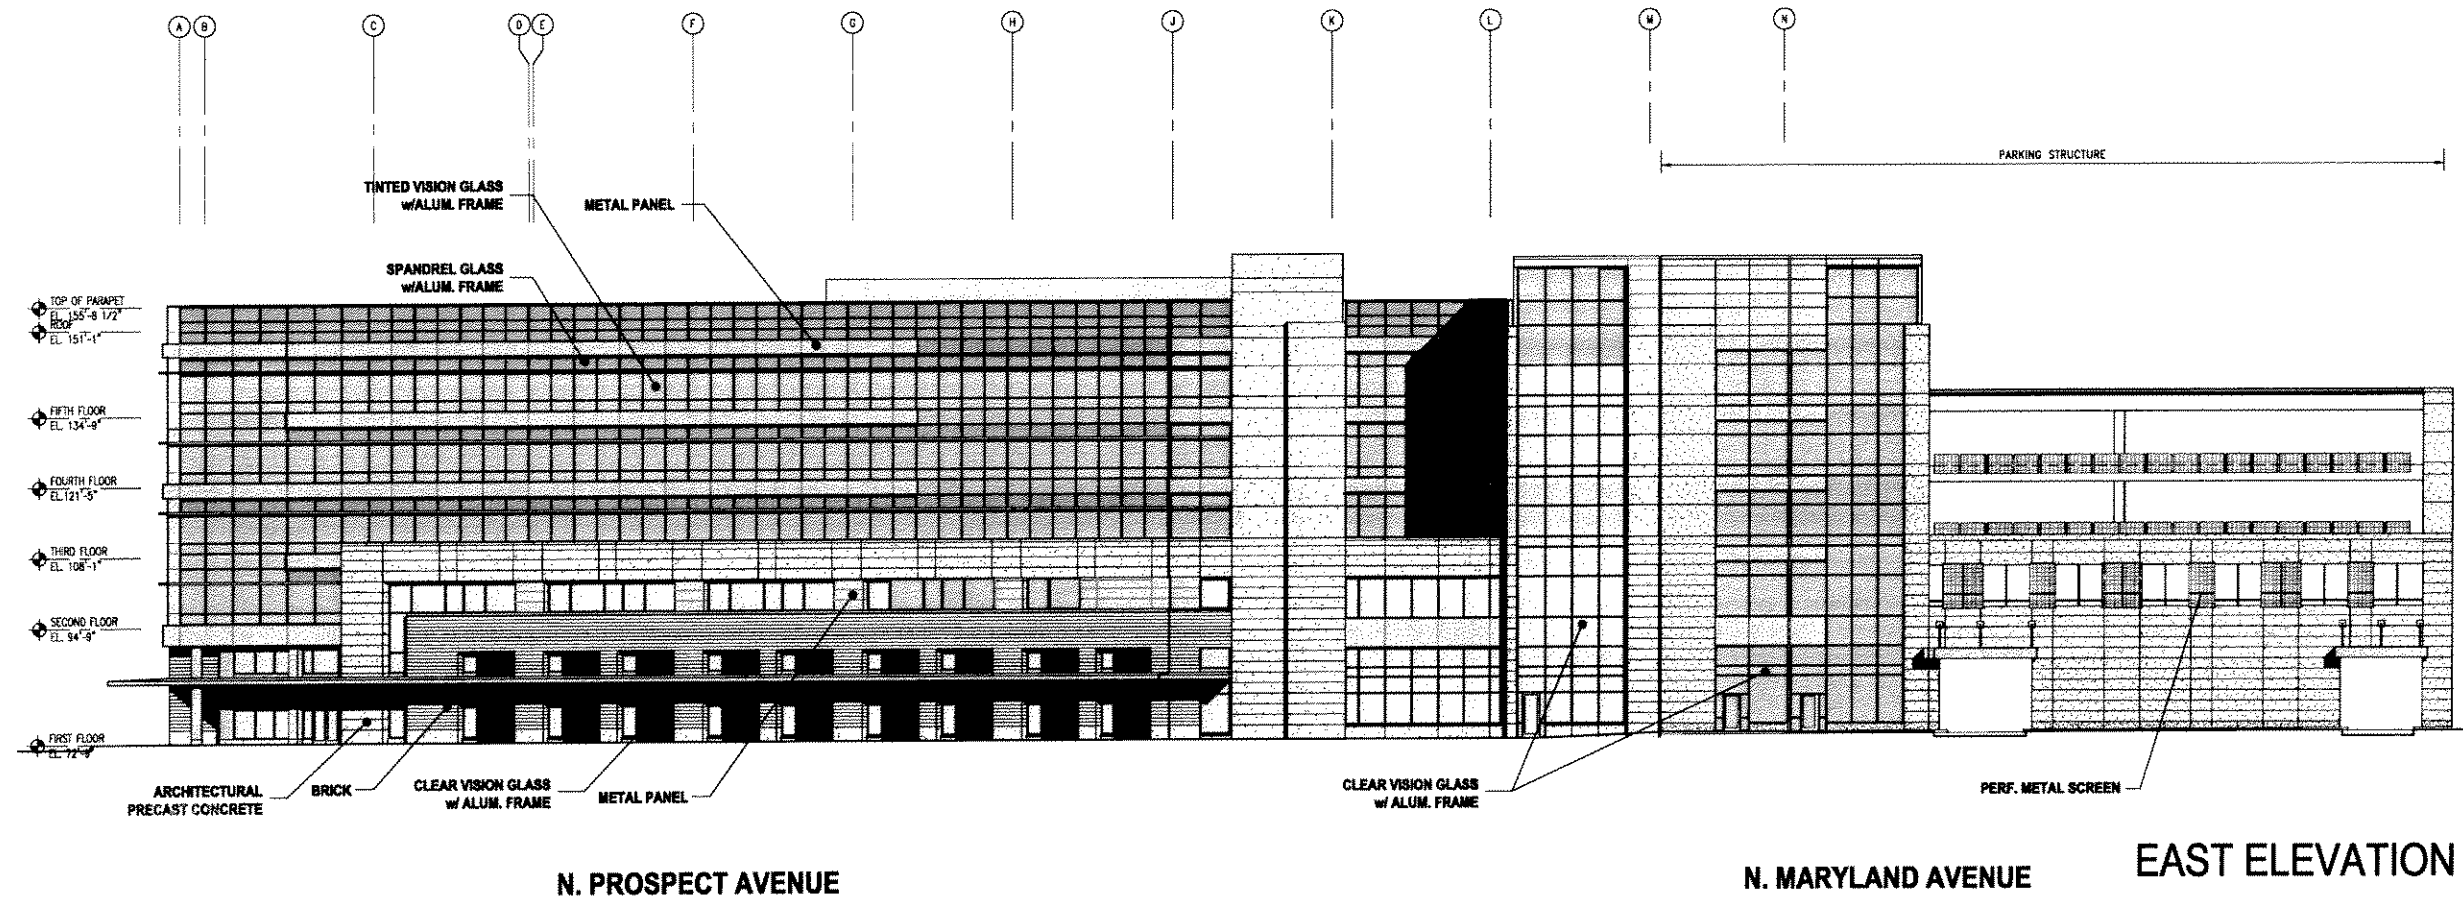 A B C D E F G H J K L M N
PARKING STRUCTURE
TINTED VISION GLASS
w/ALUM. FRAME
METAL PANEL
SPANDREL GLASS
w/ALUM. FRAME
TOP OF PARAPET
EL. 155'-8 1/2"
ROOF
EL. 151'-1"
FIFTH FLOOR
EL. 134'-9"
FOURTH FLOOR
EL. 121'-5"
THIRD FLOOR
EL. 108'-1"
SECOND FLOOR
EL. 94'-9"
FIRST FLOOR
EL. 72'-9"
ARCHITECTURAL
PRECAST CONCRETE
BRICK
CLEAR VISION GLASS
w/ ALUM. FRAME
METAL PANEL
CLEAR VISION GLASS
w/ ALUM. FRAME
PERF. METAL SCREEN
N. PROSPECT AVENUE
N. MARYLAND AVENUE
EAST ELEVATION